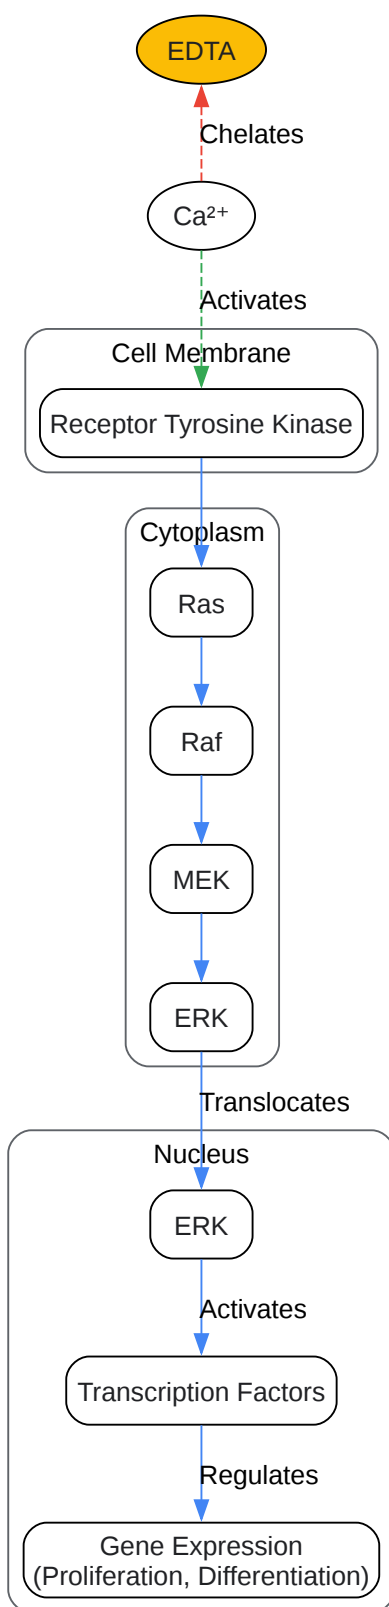 EDTA
Chelates
Ca²⁺
Activates
Cell Membrane
Receptor Tyrosine Kinase
Cytoplasm
Ras
Raf
MEK
ERK
Translocates
Nucleus
ERK
Activates
Transcription Factors
Regulates
Gene Expression
(Proliferation, Differentiation)